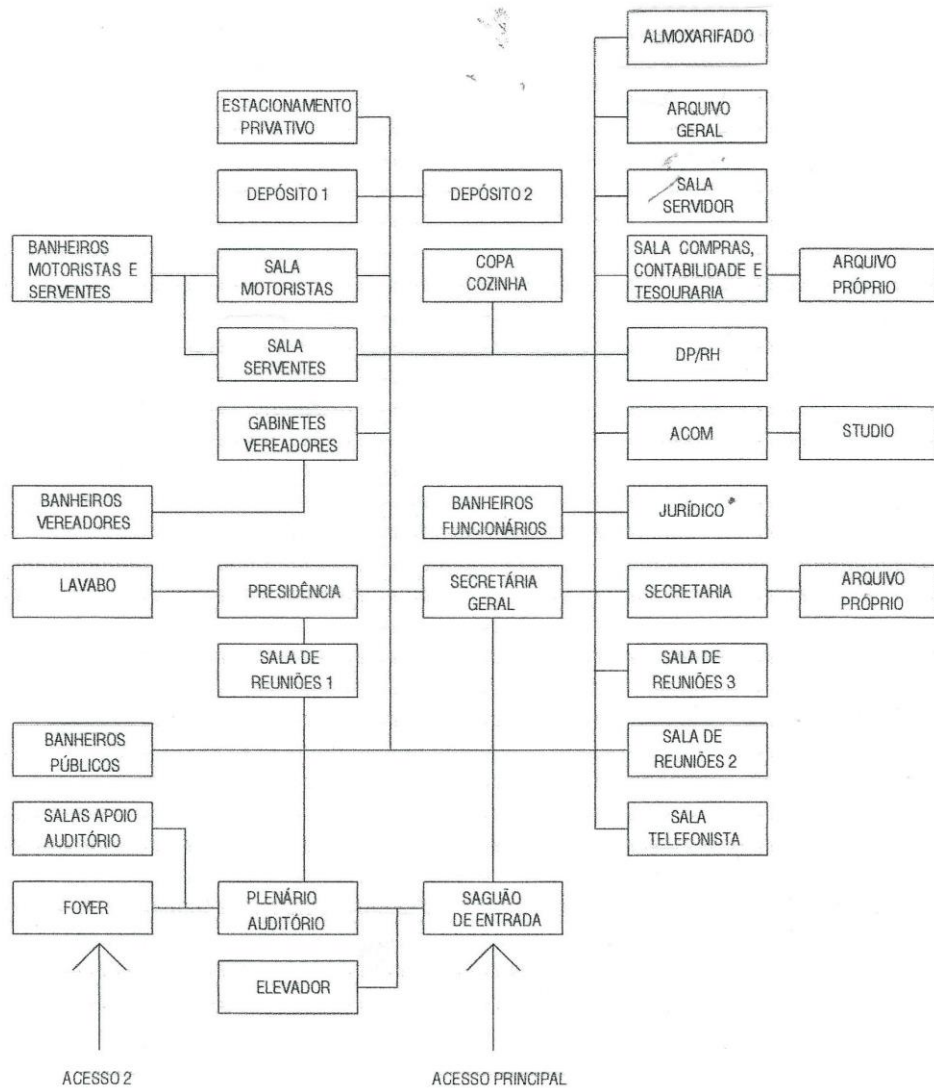 ALMOXARIFADO
ESTACIONAMENTO
PRIVATIVO
ARQUIVO
GERAL
DEPÓSITO 1
DEPÓSITO 2
SALA
SERVIDOR
BANHEIROS
MOTORISTAS E
SERVENTES
SALA
MOTORISTAS
COPA
COZINHA
SALA COMPRAS,
CONTABILIDADE E
TESOURARIA
ARQUIVO
PRÓPRIO
SALA
SERVENTES
DP/RH
GABINETES
VEREADORES
ACOM
STUDIO
BANHEIROS
VEREADORES
BANHEIROS
FUNCIONÁRIOS
JURÍDICO
LAVABO
PRESIDÊNCIA
SECRETÁRIA
GERAL
SECRETARIA
ARQUIVO
PRÓPRIO
SALA DE
REUNIÕES 1
SALA DE
REUNIÕES 3
BANHEIROS
PÚBLICOS
SALA DE
REUNIÕES 2
SALAS APOIO
AUDITÓRIO
SALA
TELEFONISTA
FOYER
PLENÁRIO
AUDITÓRIO
SAGUÃO
DE ENTRADA
ELEVADOR
ACESSO 2
ACESSO PRINCIPAL